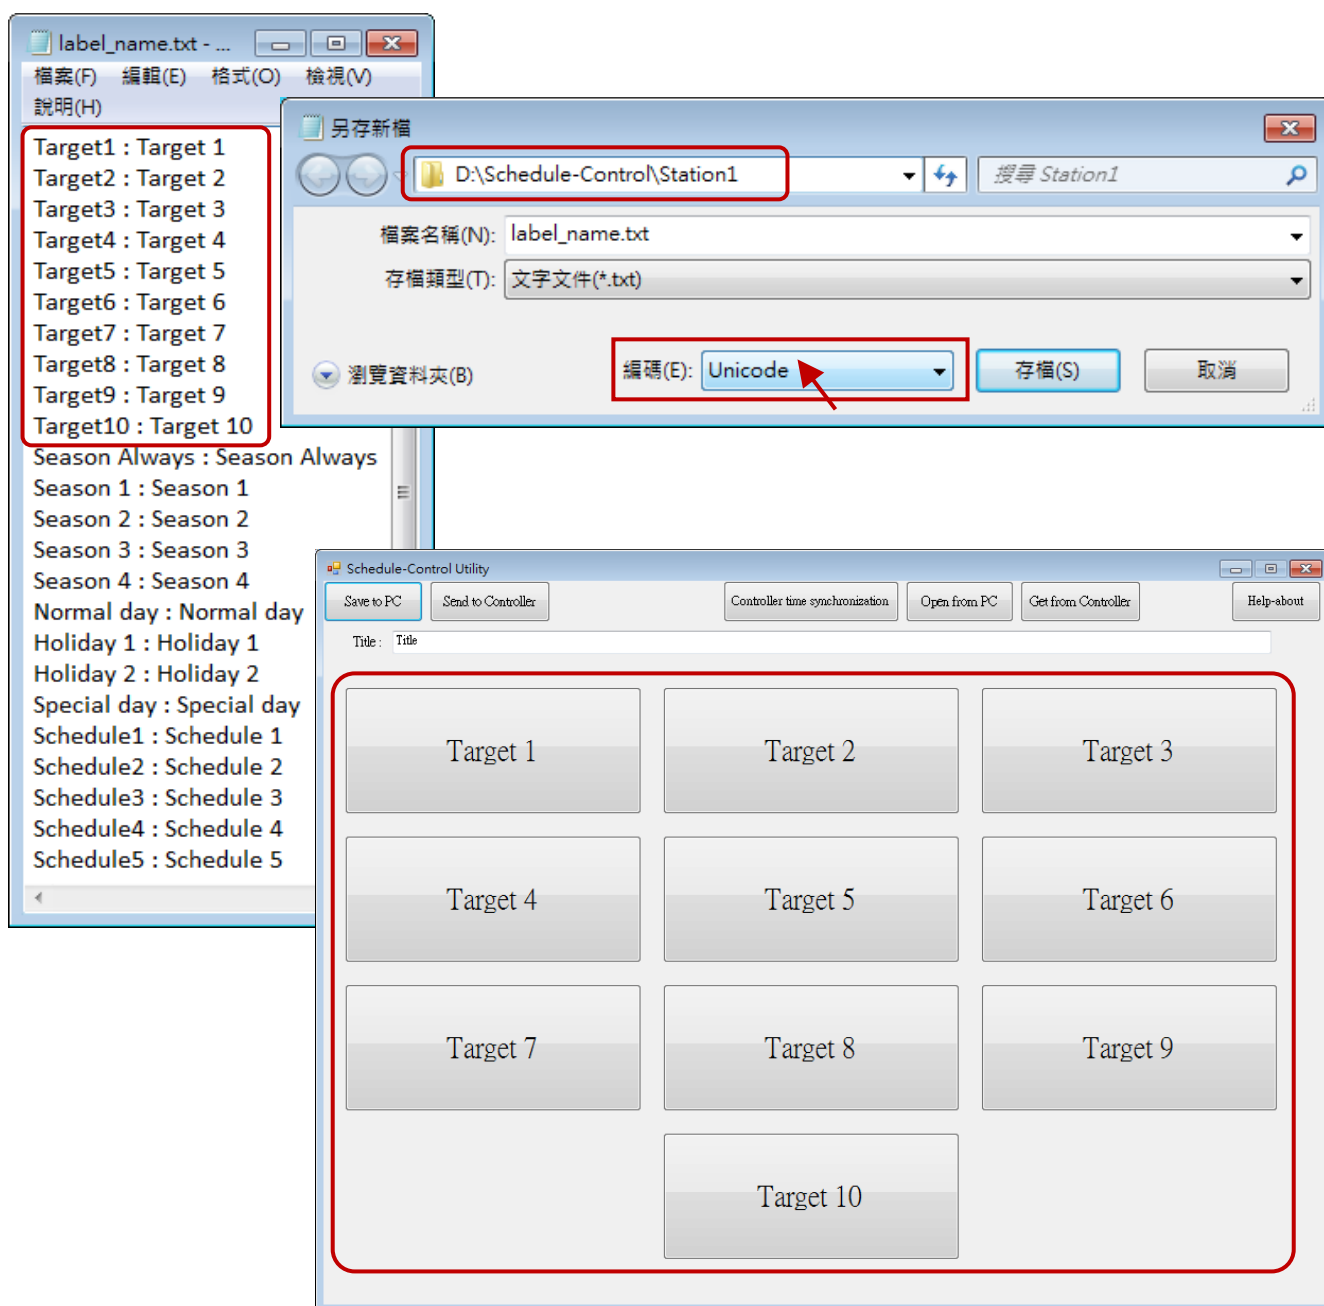 label_name.txt - ...
檔案(F) 編輯(E) 格式(O) 檢視(V)
說明(H)
Target1 : Target 1
Target2 : Target 2
Target3 : Target 3
Target4 : Target 4
Target5 : Target 5
Target6 : Target 6
Target7 : Target 7
Target8 : Target 8
Target9 : Target 9
Target10 : Target 10
Season Always : Season Always
Season 1 : Season 1
Season 2 : Season 2
Season 3 : Season 3
Season 4 : Season 4
Normal day : Normal day
Holiday 1 : Holiday 1
Holiday 2 : Holiday 2
Special day : Special day
Schedule1 : Schedule 1
Schedule2 : Schedule 2
Schedule3 : Schedule 3
Schedule4 : Schedule 4
Schedule5 : Schedule 5
另存新檔
D:\Schedule-Control\Station1
搜尋 Station1
檔案名稱(N): label_name.txt
存檔類型(T): 文字文件(*.txt)
瀏覽資料夾(B)
編碼(E): Unicode
存檔(S)
取消
Schedule-Control Utility
Save to PC
Send to Controller
Controller time synchronization
Open from PC
Get from Controller
Help-about
Title : Title
Target 1
Target 2
Target 3
Target 4
Target 5
Target 6
Target 7
Target 8
Target 9
Target 10